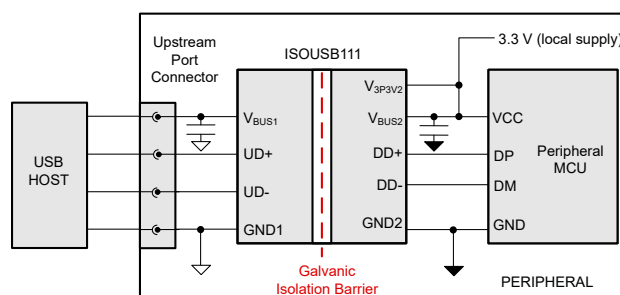 Upstream
Port
Connector
ISOUSB111
3.3 V (local supply)
USB
HOST
VBUS1
UD+
UD-
GND1
V3P3V2
VBUS2
DD+
DD-
GND2
VCC
DP
DM
GND
Peripheral
MCU
Galvanic
Isolation Barrier
PERIPHERAL